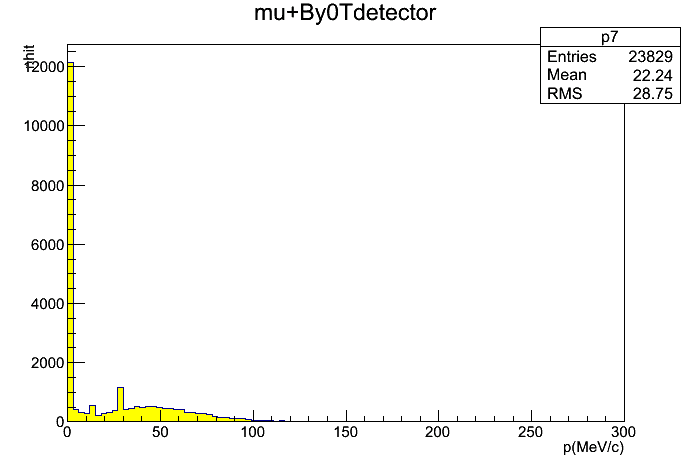 mu+By0Tdetector
p7
Entries 23829
Mean 22.24
RMS 28.75
nhit
12000
10000
8000
6000
4000
2000
0
0 50 100 150 200 250 300
p(MeV/c)